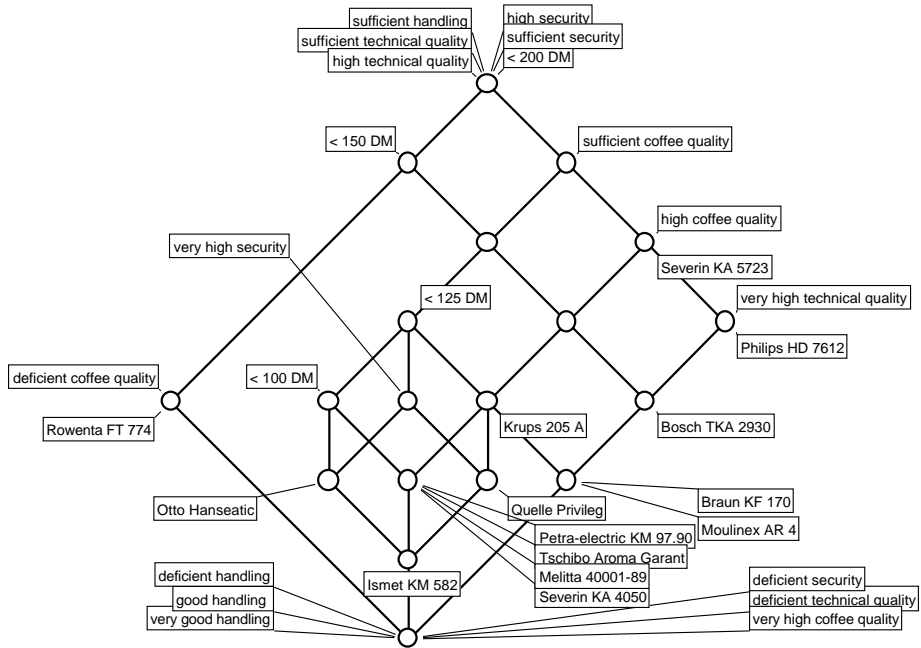 sufficient handling
high security
sufficient technical quality
sufficient security
high technical quality
< 200 DM
< 150 DM
sufficient coffee quality
high coffee quality
very high security
Severin KA 5723
< 125 DM
very high technical quality
Philips HD 7612
deficient coffee quality
< 100 DM
Rowenta FT 774
Krups 205 A
Bosch TKA 2930
Otto Hanseatic
Quelle Privileg
Braun KF 170
Moulinex AR 4
Petra-electric KM 97.90
Tschibo Aroma Garant
Melitta 40001-89
Severin KA 4050
Ismet KM 582
deficient handling
good handling
very good handling
deficient security
deficient technical quality
very high coffee quality